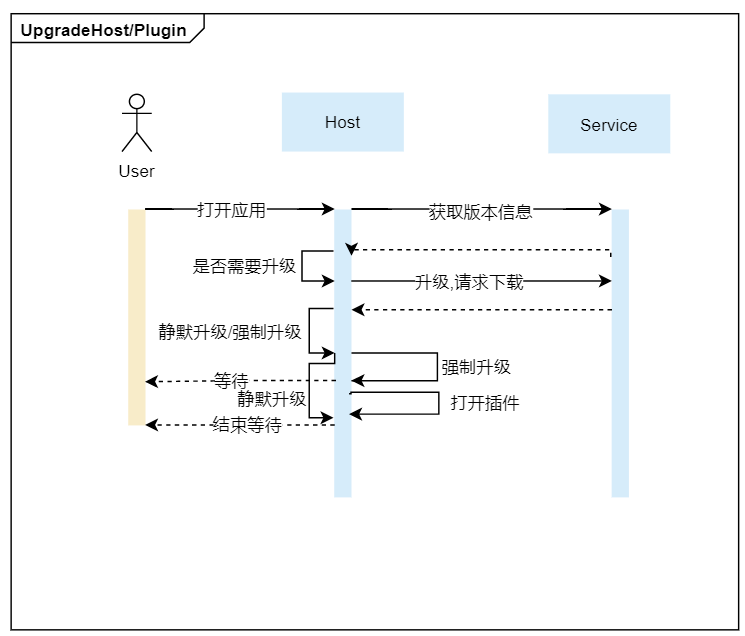 UpgradeHost/Plugin
Host
Service
User
打开应用
获取版本信息
是否需要升级
升级,请求下载
静默升级/强制升级
强制升级
等待
静默升级
打开插件
结束等待